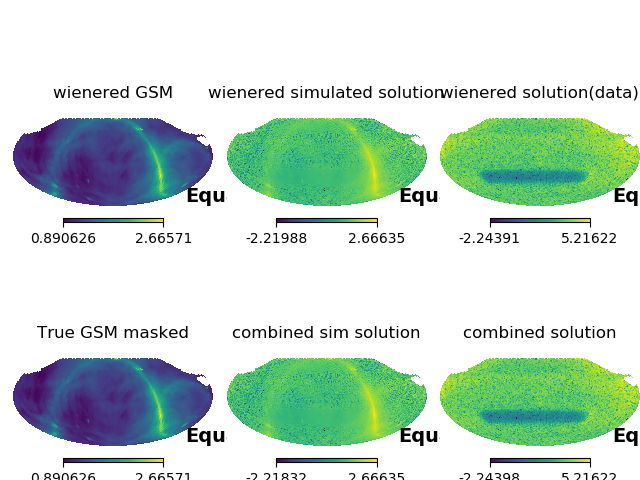 wienered GSM
wienered simulated solution
wienered solution(data)
Equ
Equ
Eq
0.890626 2.66571
-2.21988 2.66635
-2.24391 5.21622
True GSM masked
combined sim solution
combined solution
Equ
Equ
Eq
0.890626 2.66571
-2.21832 2.66635
-2.24398 5.21622